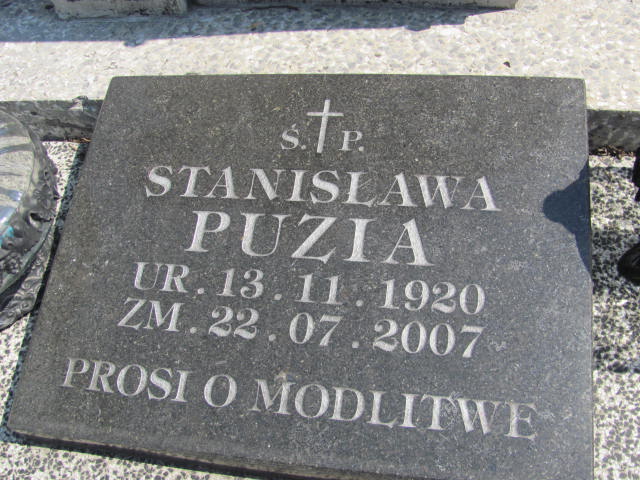 Ś. P.
STANISŁAWA
PUZIA
UR. 13. 11. 1920
ZM. 22. 07. 2007
PROSI O MODLITWE